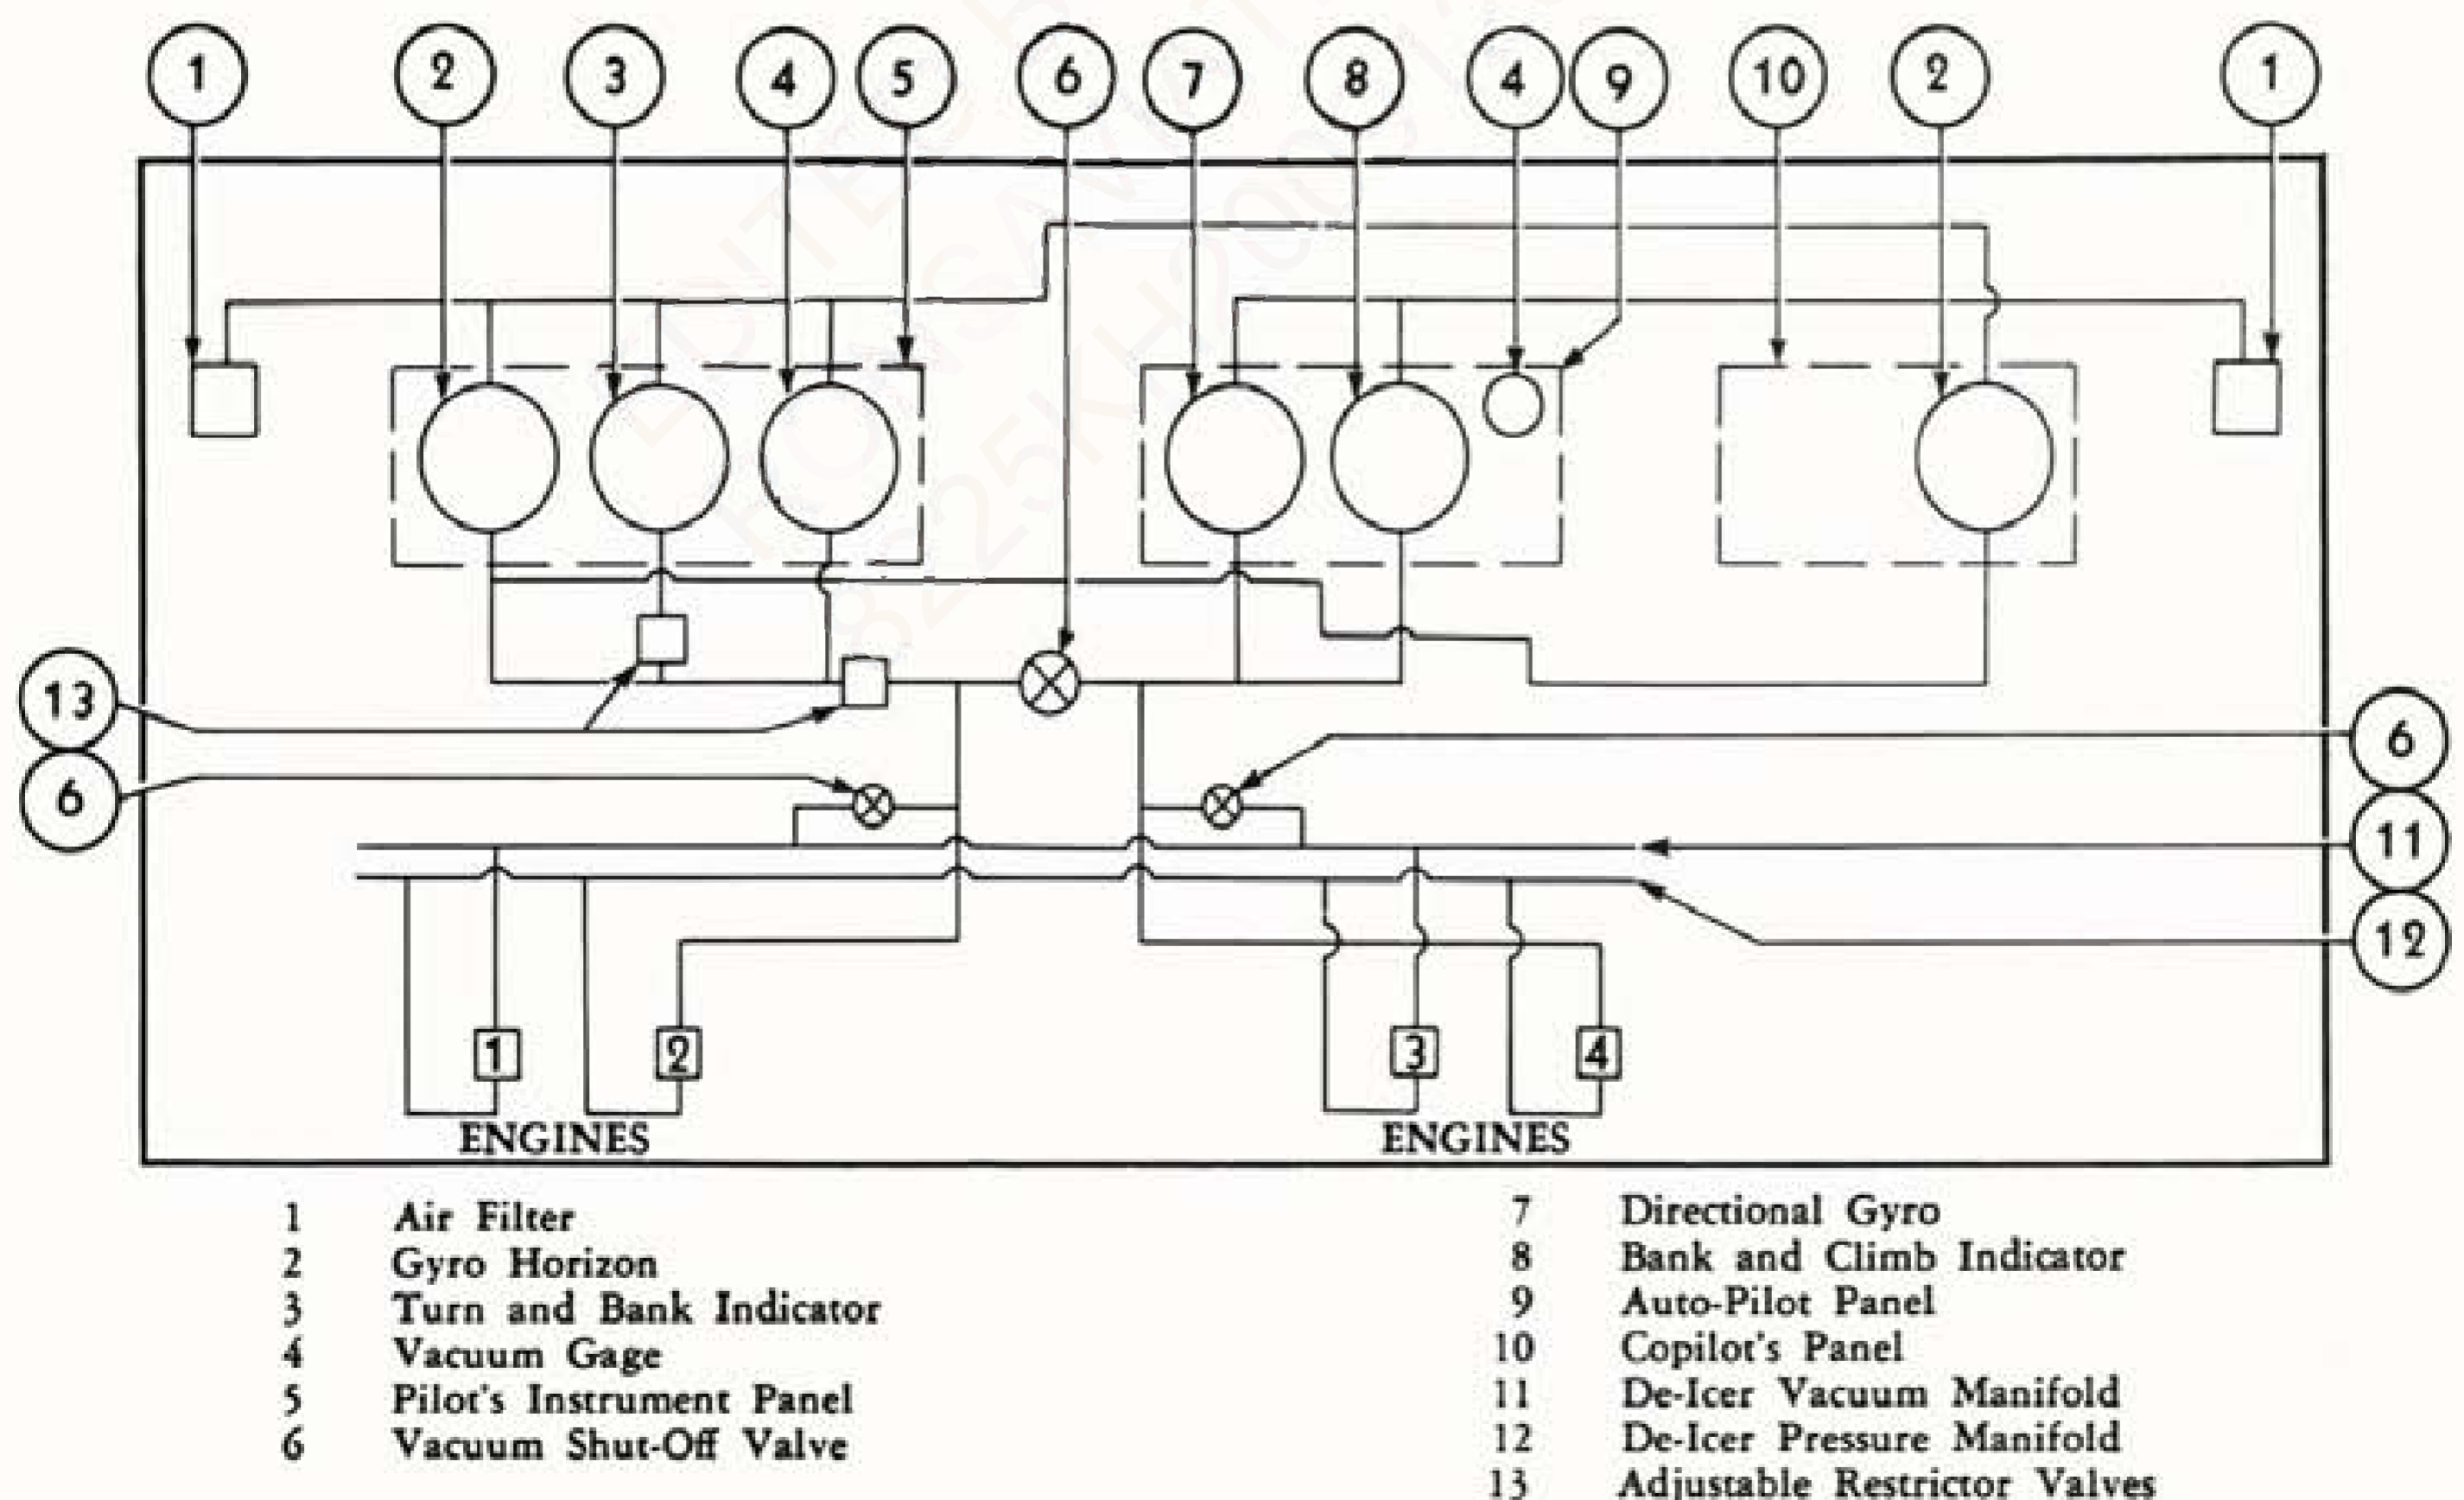 1 2 3 4 5 6 7 8 4 9 10 2 1
13
6
6
11
12
1 2 3 4
ENGINES ENGINES
1 Air Filter
2 Gyro Horizon
3 Turn and Bank Indicator
4 Vacuum Gage
5 Pilot's Instrument Panel
6 Vacuum Shut-Off Valve
7 Directional Gyro
8 Bank and Climb Indicator
9 Auto-Pilot Panel
10 Copilot's Panel
11 De-Icer Vacuum Manifold
12 De-Icer Pressure Manifold
13 Adjustable Restrictor Valves